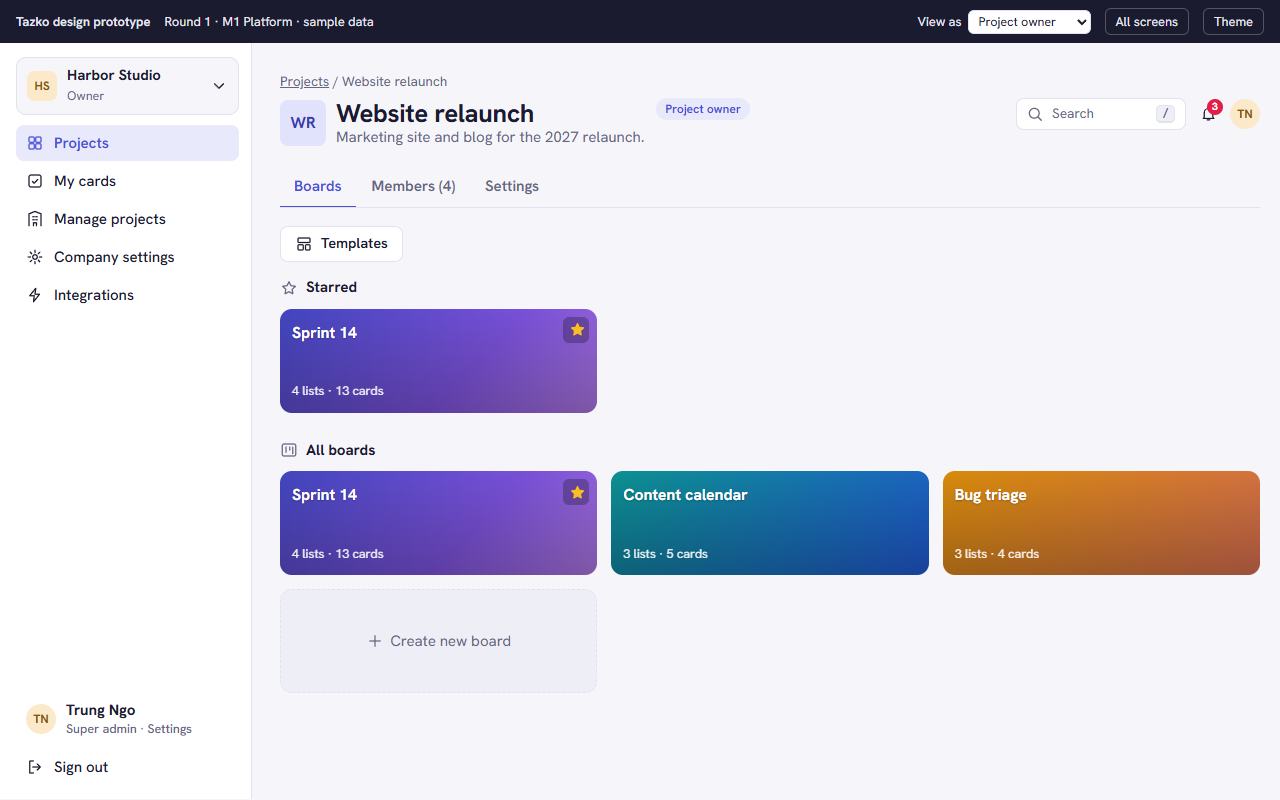 Tazko design prototype
Round 1 · M1 Platform · sample data
View as
Project owner
All screens
Theme
HS
Harbor Studio
Owner
Projects
My cards
Manage projects
Company settings
Integrations
TN
Trung Ngo
Super admin · Settings
Sign out
Projects / Website relaunch
WR
Website relaunch
Marketing site and blog for the 2027 relaunch.
Project owner
Search
/
3
TN
Boards
Members (4)
Settings
Templates
Starred
Sprint 14
4 lists · 13 cards
All boards
Sprint 14
4 lists · 13 cards
Content calendar
3 lists · 5 cards
Bug triage
3 lists · 4 cards
Create new board